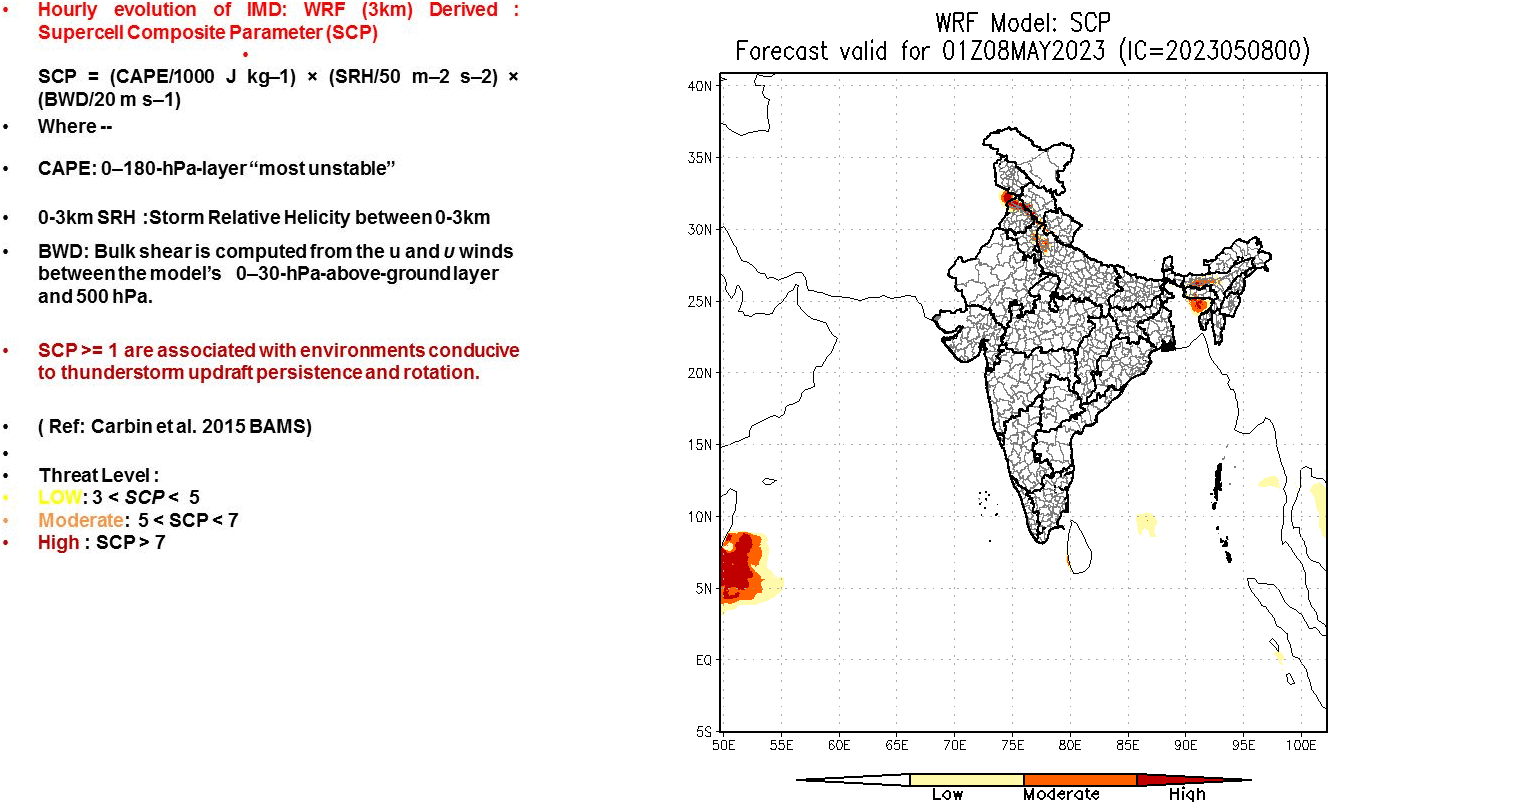 • Hourly evolution of IMD: WRF (3km) Derived :
Supercell Composite Parameter (SCP)
•
SCP = (CAPE/1000 J kg–1) × (SRH/50 m–2 s–2) ×
(BWD/20 m s–1)
• Where --
• CAPE: 0–180-hPa-layer “most unstable”
• 0-3km SRH :Storm Relative Helicity between 0-3km
• BWD: Bulk shear is computed from the u and υ winds
between the model’s 0–30-hPa-above-ground layer
and 500 hPa.
• SCP >= 1 are associated with environments conducive
to thunderstorm updraft persistence and rotation.
• ( Ref: Carbin et al. 2015 BAMS)
•
• Threat Level :
• LOW: 3 < SCP < 5
• Moderate: 5 < SCP < 7
• High : SCP > 7
WRF Model: SCP
Forecast valid for 01Z08MAY2023 (IC=2023050800)
40N
35N
30N
25N
20N
15N
10N
5N
EQ
5S
50E 55E 60E 65E 70E 75E 80E 85E 90E 95E 100E
Low Moderate High